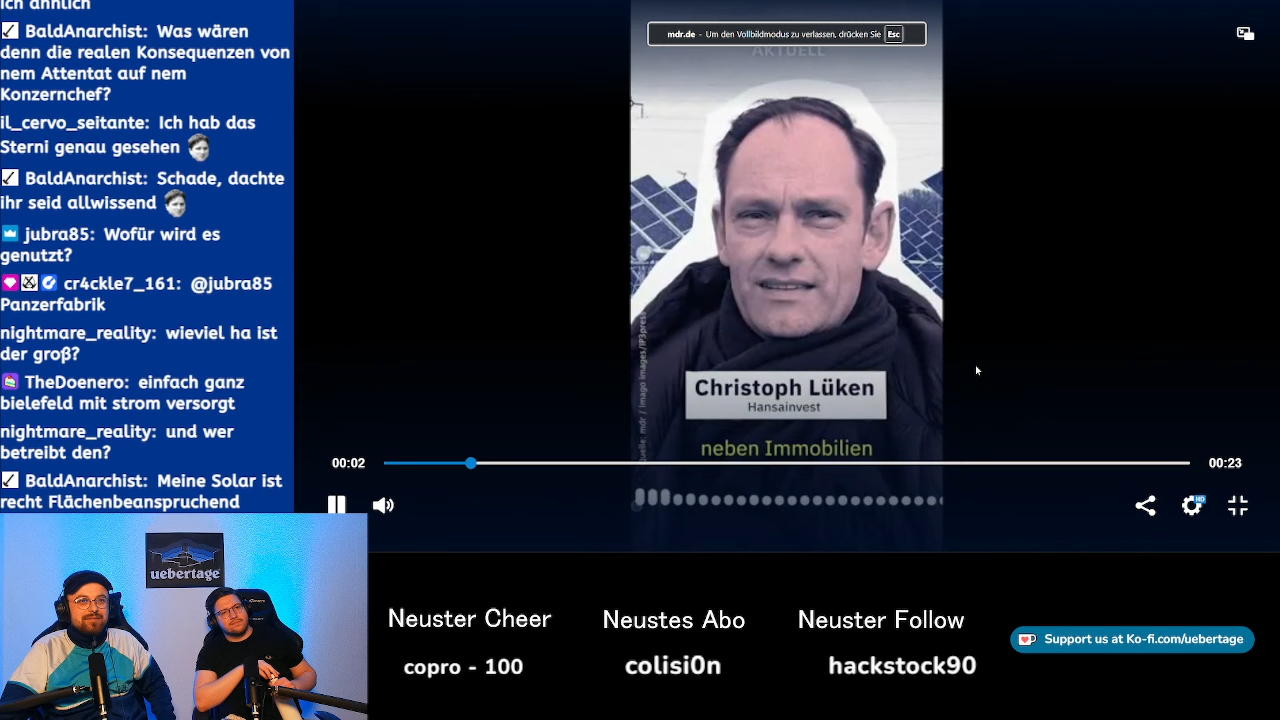 ich ähnlich
BaldAnarchist: Was wären
denn die realen Konsequenzen von
nem Attentat auf nem
Konzernchef?
il_cervo_seitante: Ich hab das
Sterni genau gesehen
BaldAnarchist: Schade, dachte
ihr seid allwissend
jubra85: Wofür wird es
genutzt?
cr4ckle7_161: @jubra85
Panzerfabrik
nightmare_reality: wieviel ha ist
der groß?
TheDoenero: einfach ganz
bielefeld mit strom versorgt
nightmare_reality: und wer
betreibt den?
BaldAnarchist: Meine Solar ist
recht Flächenbeanspruchend
mdr.de - Um den Vollbildmodus zu verlassen, drücken Sie Esc
AKTUELL
Quelle: mdr / imago images/IP3press
Christoph Lüken
Hansainvest
neben Immobilien
00:02
00:23
HD
uebertage
Neuster Cheer
copro - 100
Neustes Abo
colisi0n
Neuster Follow
hackstock90
Support us at Ko-fi.com/uebertage